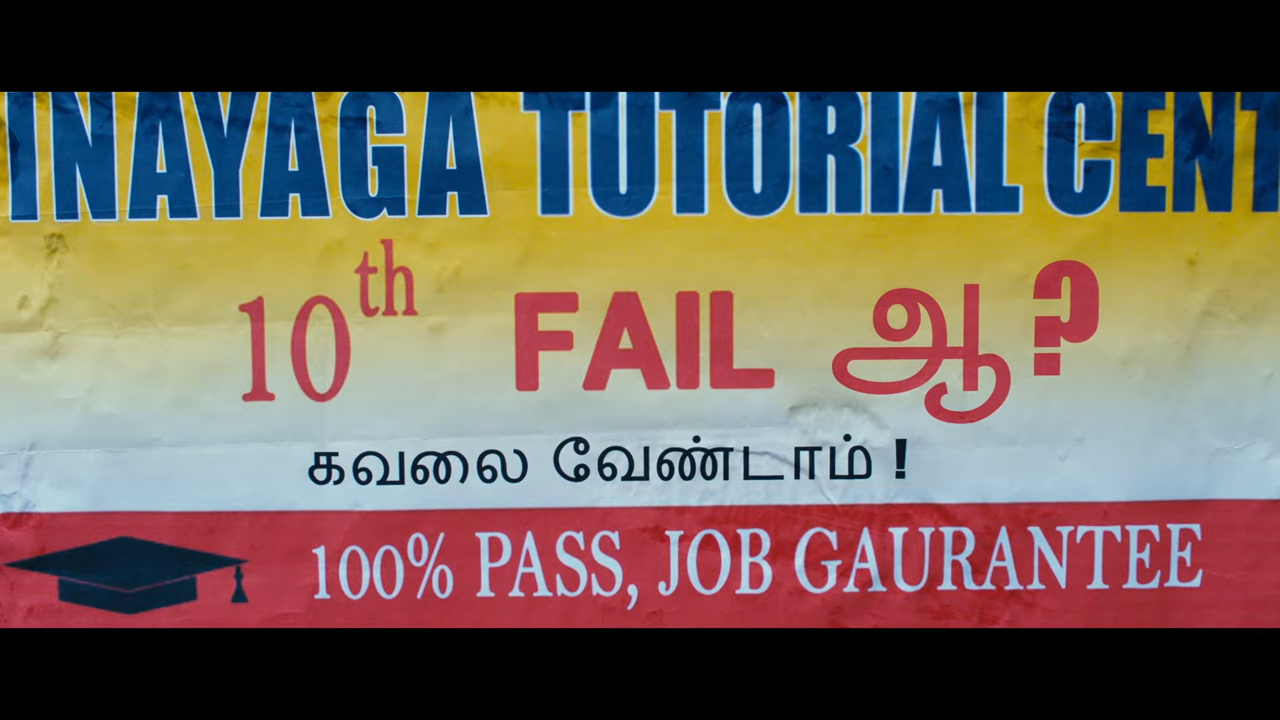 INAYAGA TUTORIAL CENT
10th FAIL ஆ?
கவலை வேண்டாம் !
100% PASS, JOB GAURANTEE